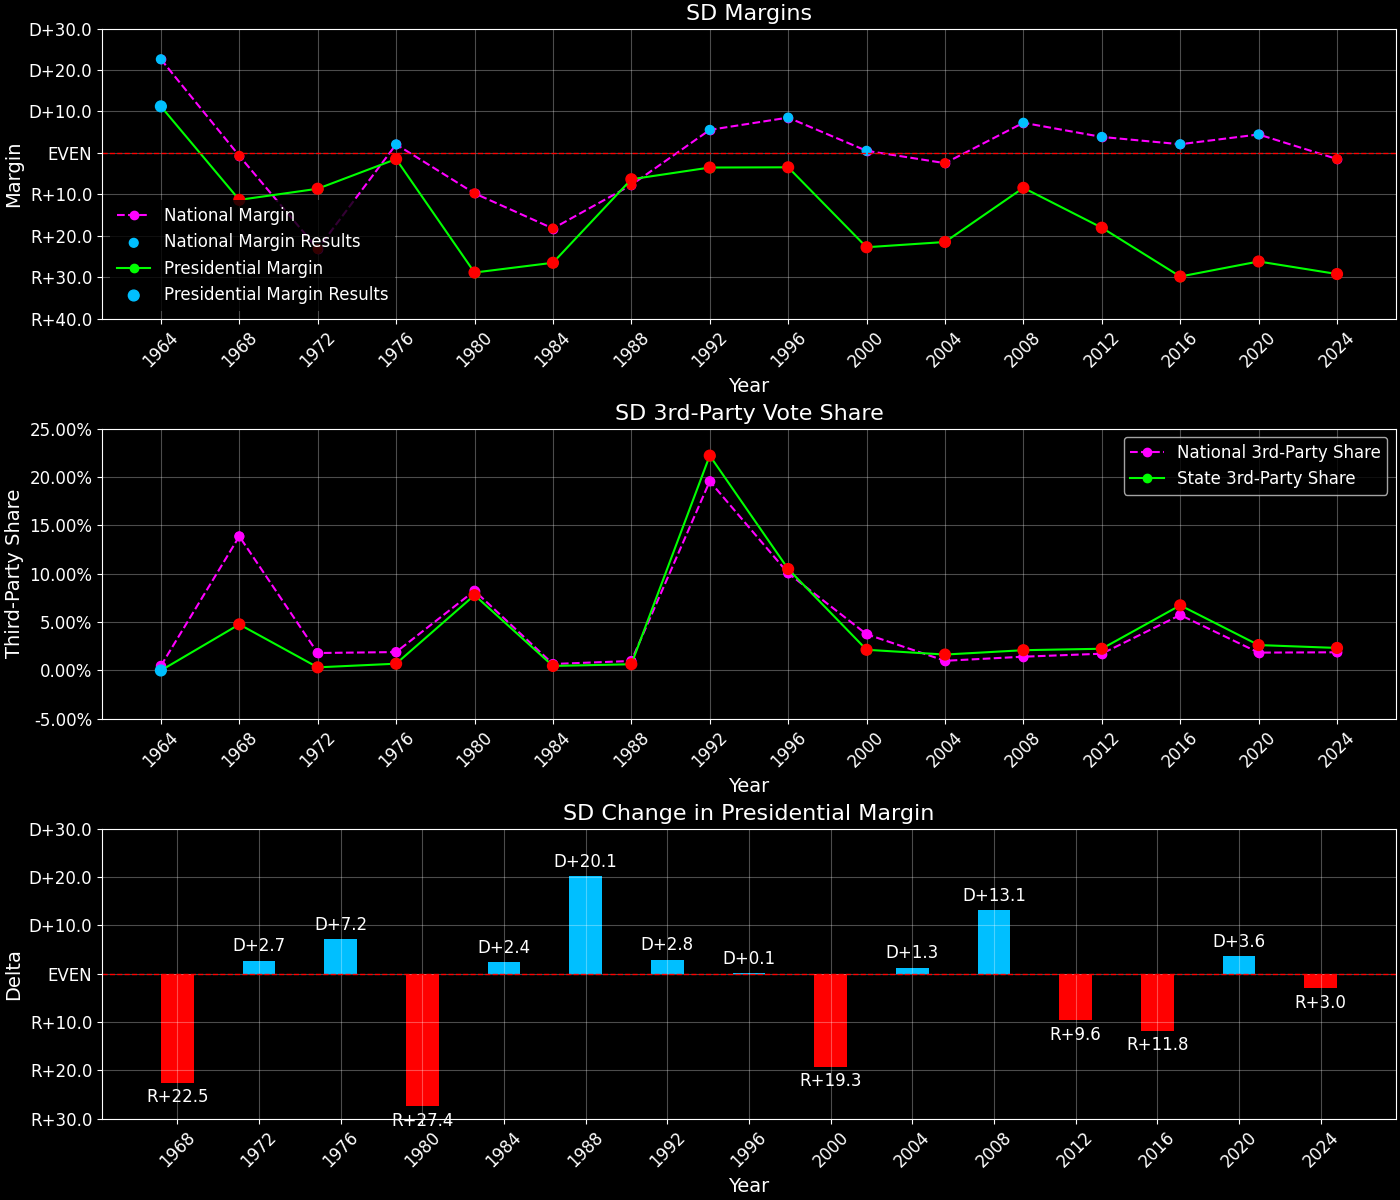 SD Margins
D+30.0
D+20.0
D+10.0
EVEN
R+10.0
R+20.0
R+30.0
R+40.0
Margin
National Margin
National Margin Results
Presidential Margin
Presidential Margin Results
1964 1968 1972 1976 1980 1984 1988 1992 1996 2000 2004 2008 2012 2016 2020 2024
Year
SD 3rd-Party Vote Share
25.00%
20.00%
15.00%
10.00%
5.00%
0.00%
-5.00%
Third-Party Share
National 3rd-Party Share
State 3rd-Party Share
1964 1968 1972 1976 1980 1984 1988 1992 1996 2000 2004 2008 2012 2016 2020 2024
Year
SD Change in Presidential Margin
D+30.0
D+20.0
D+10.0
EVEN
R+10.0
R+20.0
R+30.0
Delta
R+22.5
D+2.7
D+7.2
R+27.4
D+2.4
D+20.1
D+2.8
D+0.1
R+19.3
D+1.3
D+13.1
R+9.6
R+11.8
D+3.6
R+3.0
1968 1972 1976 1980 1984 1988 1992 1996 2000 2004 2008 2012 2016 2020 2024
Year